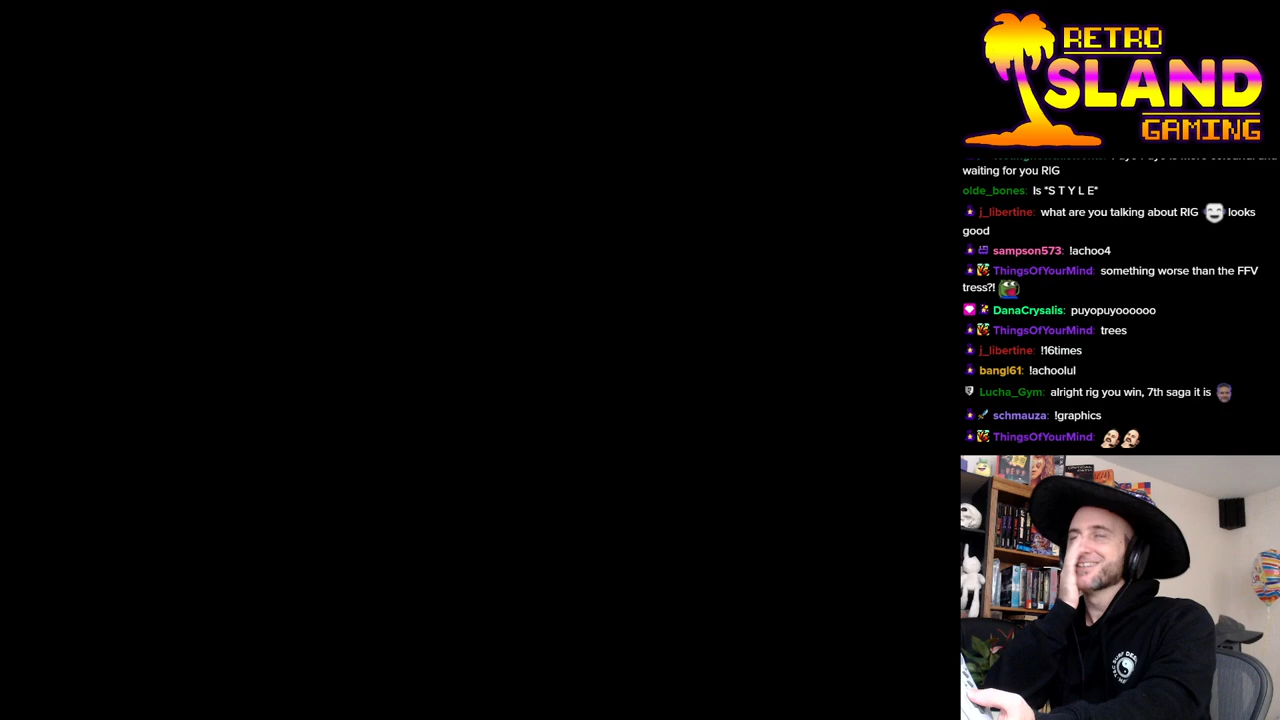 RETRO
ISLAND
GAMING
waiting for you RIG
olde_bones: Is "S T Y L E"
j_libertine: what are you talking about RIG looks
good
sampson573: !achoo4
ThingsOfYourMind: something worse than the FFV
tress?!
DanaCrysalis: puyopuyoooooo
ThingsOfYourMind: trees
j_libertine: !16times
bangl61: !achoolul
Lucha_Gym: alright rig you win, 7th saga it is
schmauza: !graphics
ThingsOfYourMind: